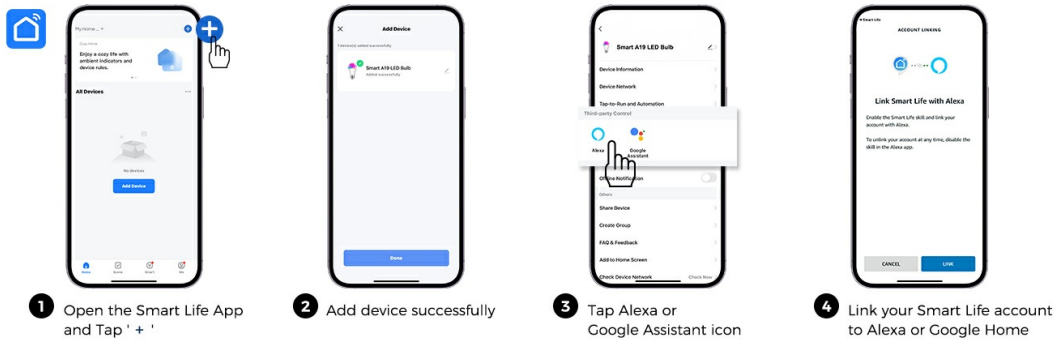 My Home ...
Cozy Home
Enjoy a cozy life with
ambient indicators and
device rules.
All Devices
No devices
Add Device
Home
Scene
Smart
Me
1 Open the Smart Life App
and Tap ' + '
Add Device
1 device(s) added successfully
Smart A19 LED Bulb
Added successfully
Done
2 Add device successfully
Smart A19 LED Bulb
Device Information
Device Network
Tap-to-Run and Automation
Third-party Control
Alexa
Google
Assistant
Offline Notification
Others
Share Device
Create Group
FAQ & Feedback
Add to Home Screen
Check Device Network Check Now
3 Tap Alexa or
Google Assistant icon
Smart Life
ACCOUNT LINKING
Link Smart Life with Alexa
Enable the Smart Life skill and link your
account with Alexa.
To unlink your account at any time, disable the
skill in the Alexa app.
CANCEL LINK
4 Link your Smart Life account
to Alexa or Google Home